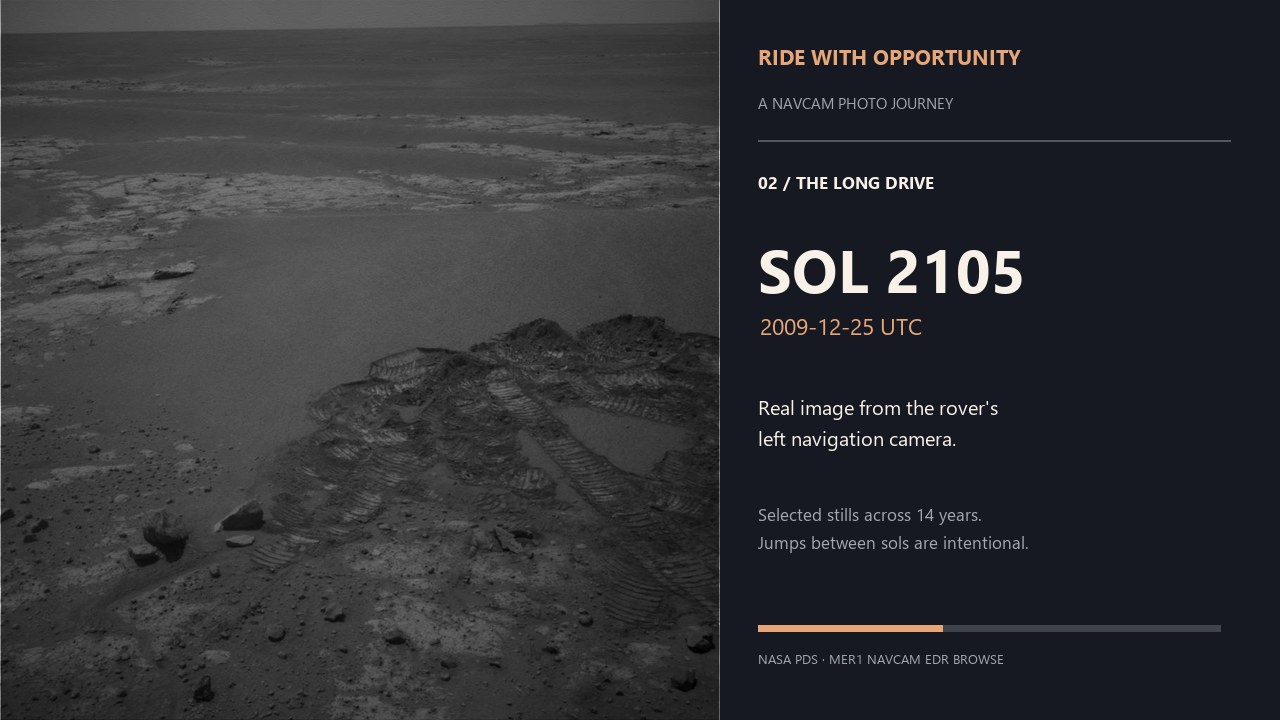 RIDE WITH OPPORTUNITY
A NAVCAM PHOTO JOURNEY
02 / THE LONG DRIVE
SOL 2105
2009-12-25 UTC
Real image from the rover's
left navigation camera.
Selected stills across 14 years.
Jumps between sols are intentional.
NASA PDS · MER1 NAVCAM EDR BROWSE